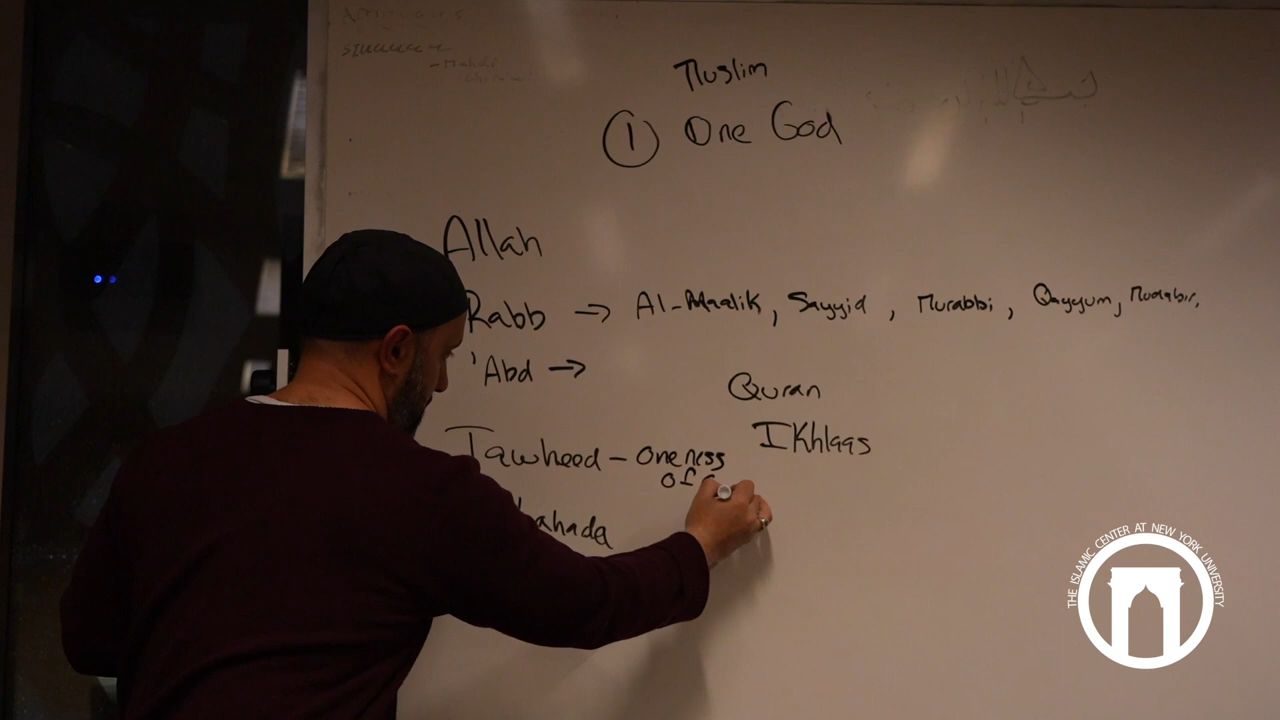 Muslim
① One God
Allah
Rabb → Al-Maalik, Sayyid, Murabbi, Qayyum, Mudabir,
'Abd →
Quran
Ikhlaas
Tawheed - oneness
of
THE ISLAMIC CENTER AT NEW YORK UNIVERSITY